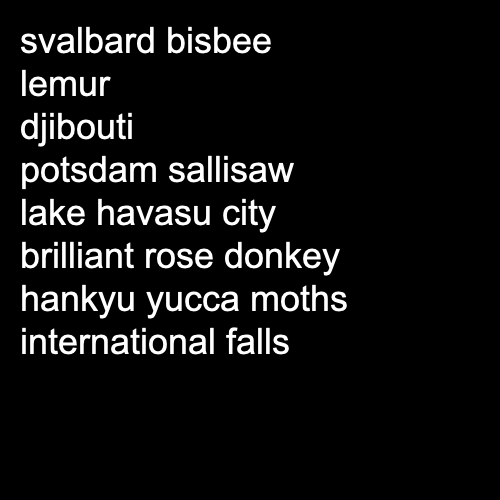 svalbard bisbee
lemur
djibouti
potsdam sallisaw
lake havasu city
brilliant rose donkey
hankyu yucca moths
international falls